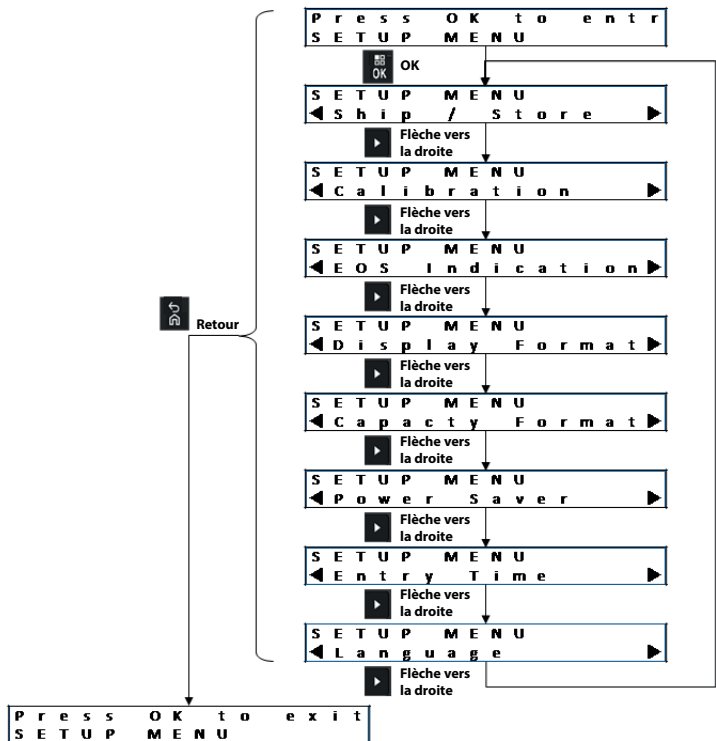 Press OK to entr
SETUP MENU
OK
OK
SETUP MENU
Ship / Store
Flèche vers
la droite
SETUP MENU
Calibration
Flèche vers
la droite
SETUP MENU
EOS Indication
Flèche vers
la droite
Retour
SETUP MENU
Display Format
Flèche vers
la droite
SETUP MENU
Capacty Format
Flèche vers
la droite
SETUP MENU
Power Saver
Flèche vers
la droite
SETUP MENU
Entry Time
Flèche vers
la droite
SETUP MENU
Language
Flèche vers
la droite
Press OK to exit
SETUP MENU